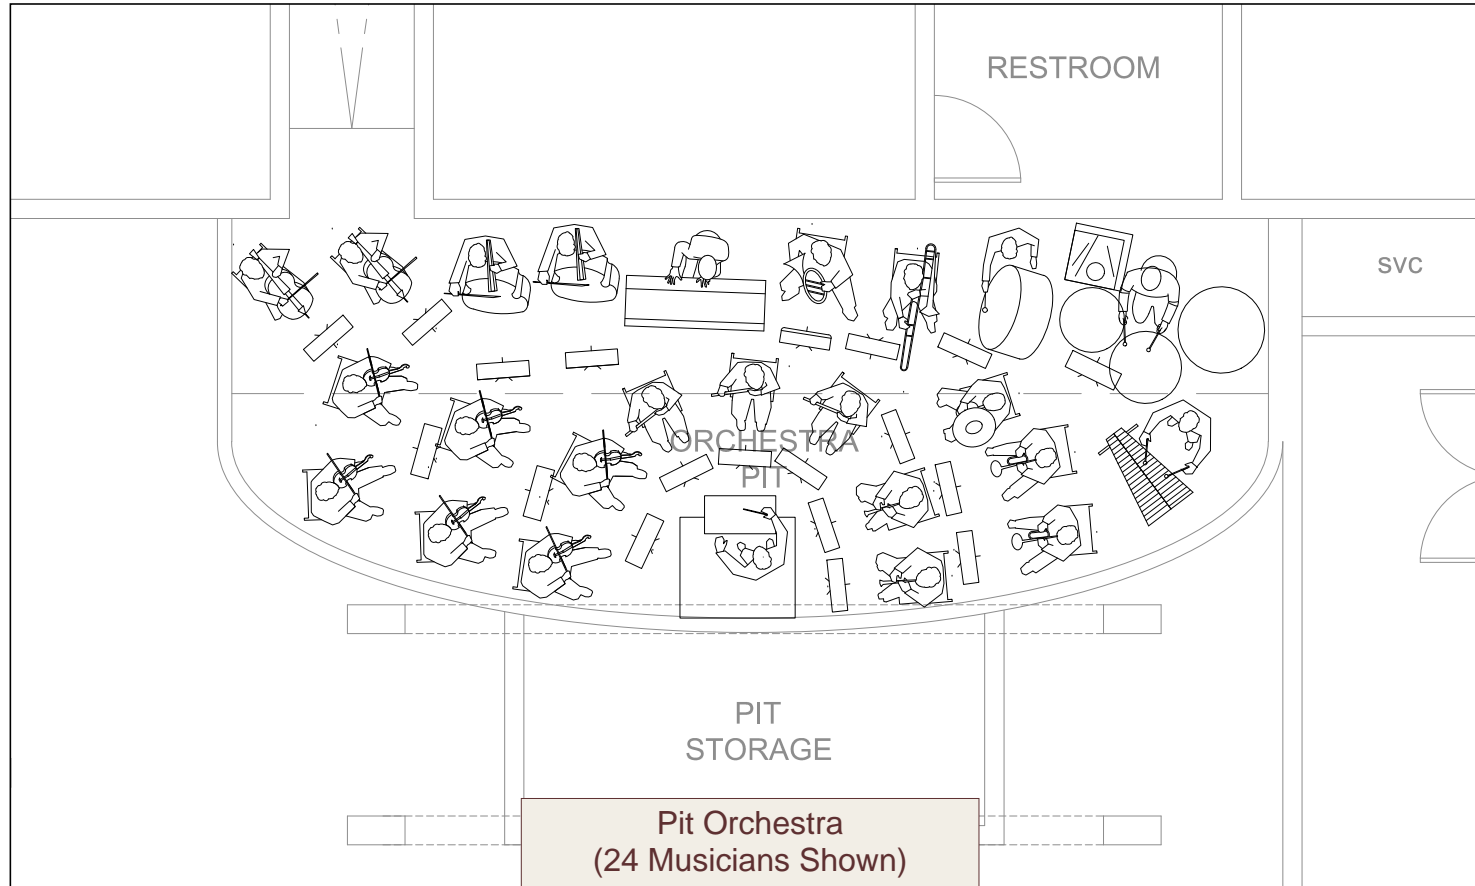 RESTROOM
svc
ORCHESTRA
PIT
PIT
STORAGE
Pit Orchestra
(24 Musicians Shown)